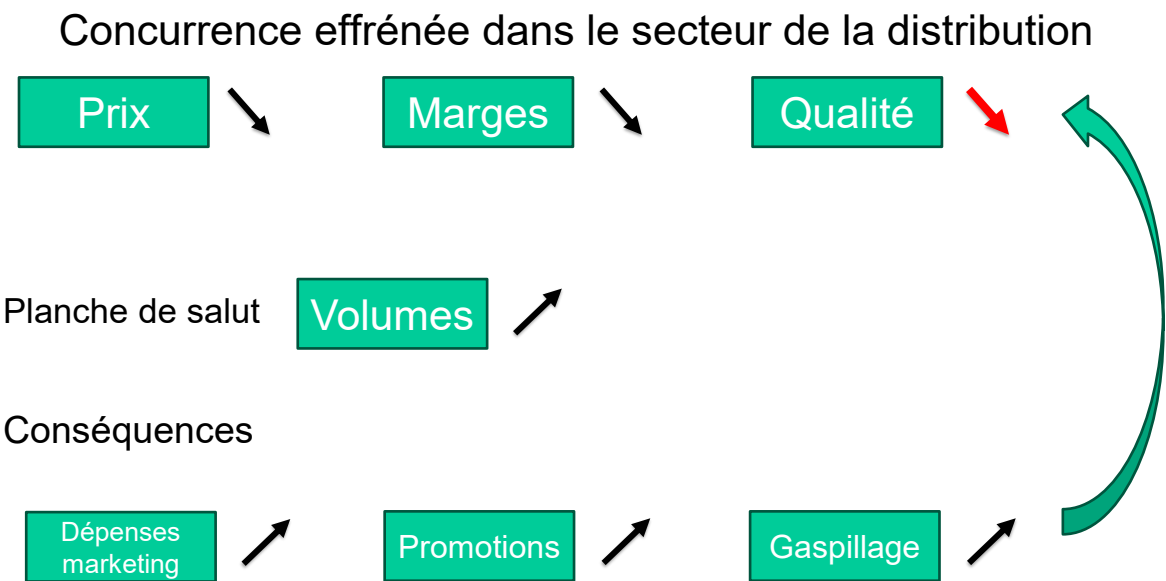 Concurrence effrénée dans le secteur de la distribution
Prix
Marges
Qualité
Planche de salut
Volumes
Conséquences
Dépenses
marketing
Promotions
Gaspillage